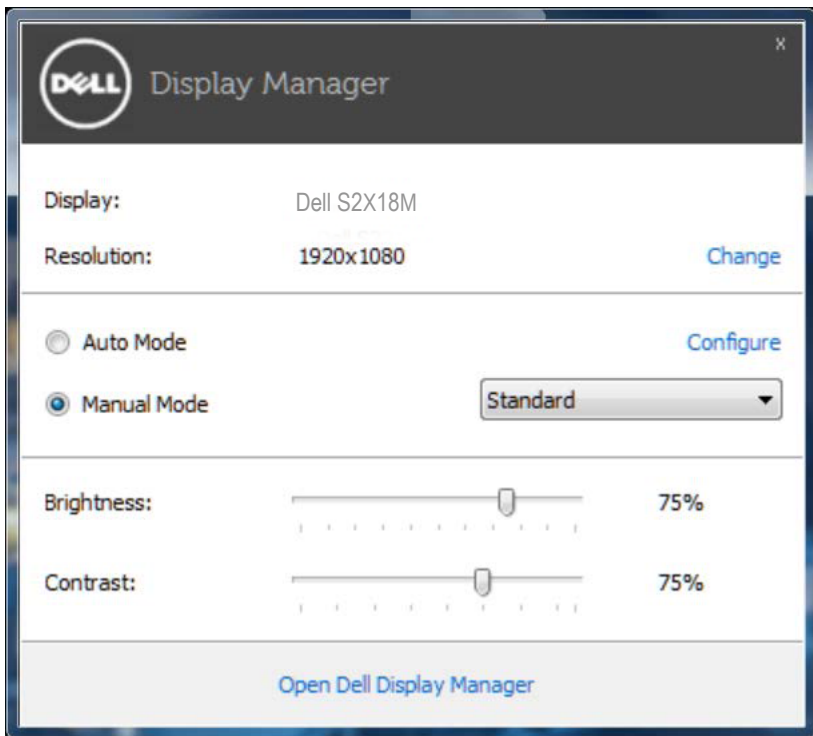 DELL Display Manager x
Display: Dell S2X18M
Resolution: 1920x1080 Change
Auto Mode Configure
Manual Mode Standard
Brightness: 75%
Contrast: 75%
Open Dell Display Manager